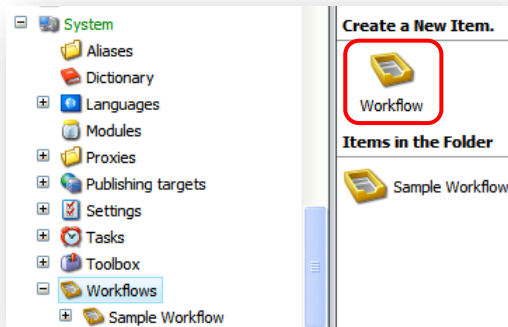 System
Aliases
Dictionary
Languages
Modules
Proxies
Publishing targets
Settings
Tasks
Toolbox
Workflows
Sample Workflow
Create a New Item.
Workflow
Items in the Folder
Sample Workflow